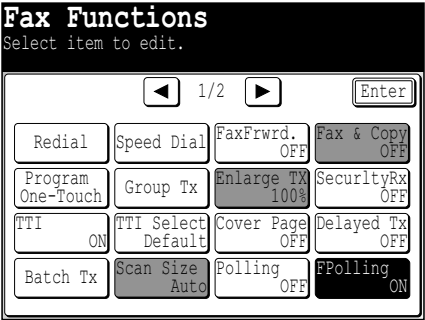 Fax Functions
Select item to edit.
◀ 1/2 ▶ Enter
Redial
Speed Dial
FaxFrwrd.
OFF
Fax & Copy
OFF
Program
One-Touch
Group Tx
Enlarge TX
100%
SecurltyRx
OFF
TTI
ON
TTI Select
Default
Cover Page
OFF
Delayed Tx
OFF
Batch Tx
Scan Size
Auto
Polling
OFF
FPolling
ON